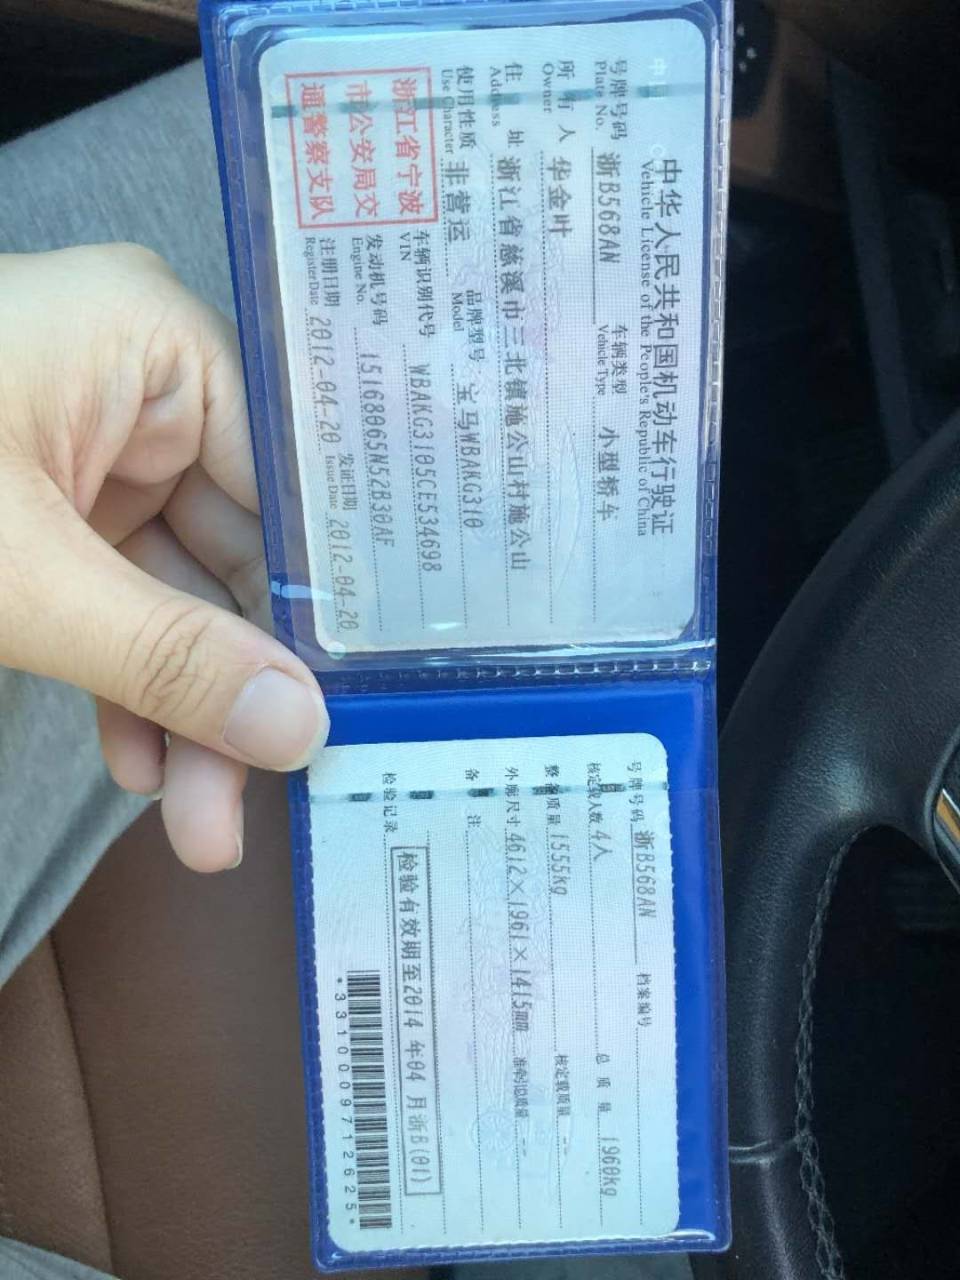 中华人民共和国机动车行驶证
Vehicle License of the People's Republic of China
号牌号码 浙B568AN 车辆类型 小型轿车
Plate No. Vehicle Type
所有人 华金叶
Owner
住址 浙江省慈溪市三北镇施公山村施公山
Address
使用性质 非营运 品牌型号 宝马WBAKG310
Use Character Model
浙江省宁波
市公安局交
通警察支队
车辆识别代号 WBAKG3105CE534698
VIN
发动机号码 15168065N52B30AF
Engine No.
注册日期 2012-04-20 发证日期 2012-04-20
Register Date Issue Date
号牌号码 浙B568AN 档案编号
核定载人数 4人 总质量 1960kg
整备质量 1555kg 核定载质量 --
外廓尺寸 4612×1961×1415mm 准牵引总质量 --
备注
检验记录 检验有效期至2014年04月浙B(01)
*3310009712625*